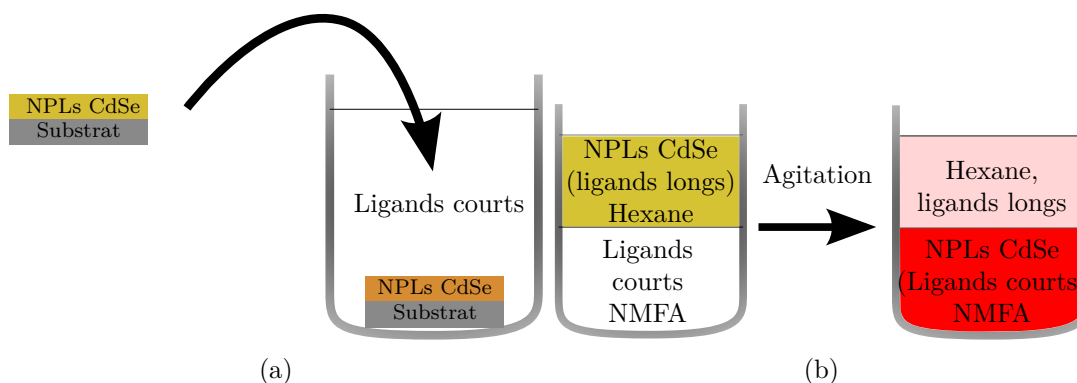 NPLs CdSe
Substrat
Ligands courts
NPLs CdSe
Substrat
NPLs CdSe
(ligands longs)
Hexane
Ligands
courts
NMFA
Agitation
Hexane,
ligands longs
NPLs CdSe
(Ligands courts
NMFA
(a)
(b)